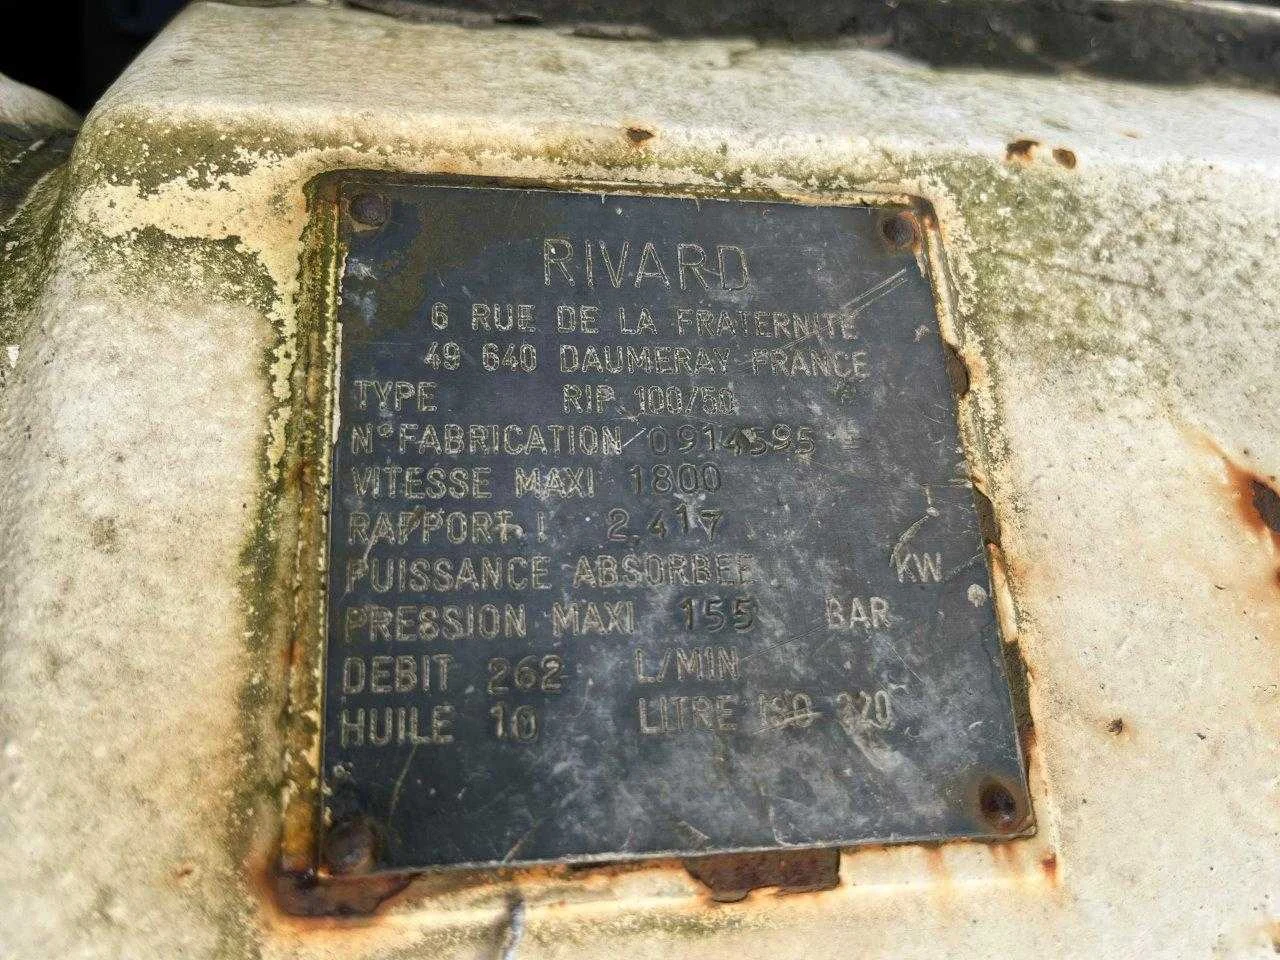 RIVARD
6 RUE DE LA FRATERNITE
49 640 DAUMERAY FRANCE
TYPE RIP 100/50
N° FABRICATION 0914595
VITESSE MAXI 1800
RAPPORT I 2,417
PUISSANCE ABSORBEE KW
PRESSION MAXI 155 BAR
DEBIT 262 L/MIN
HUILE 10 LITRE ISO 320